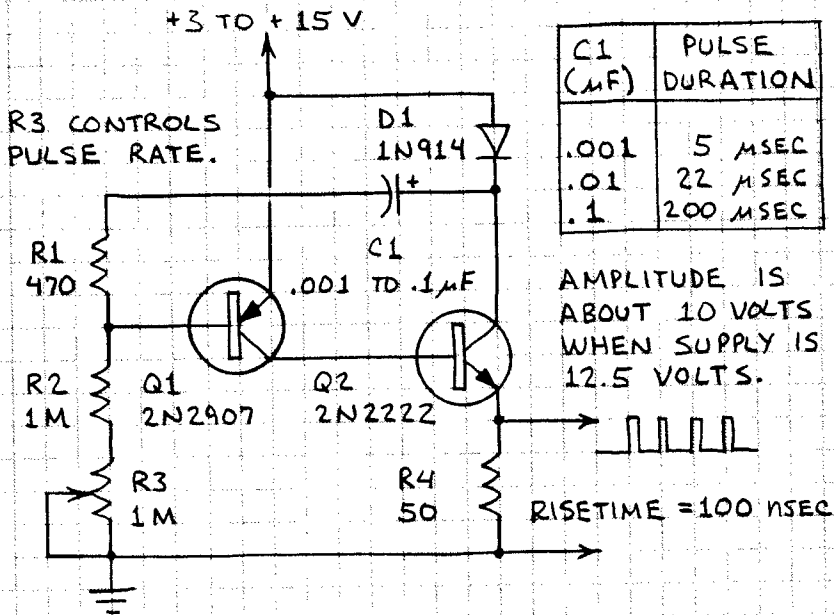 +3 TO + 15 V
R3 CONTROLS
PULSE RATE.
D1
1N914
+
C1
.001 TO .1µF
R1
470
R2
1M
Q1
2N2907
Q2
2N2222
R3
1M
R4
50
C1
(µF)
PULSE
DURATION
.001 5 µSEC
.01 22 µSEC
.1 200 µSEC
AMPLITUDE IS
ABOUT 10 VOLTS
WHEN SUPPLY IS
12.5 VOLTS.
RISETIME = 100 nSEC